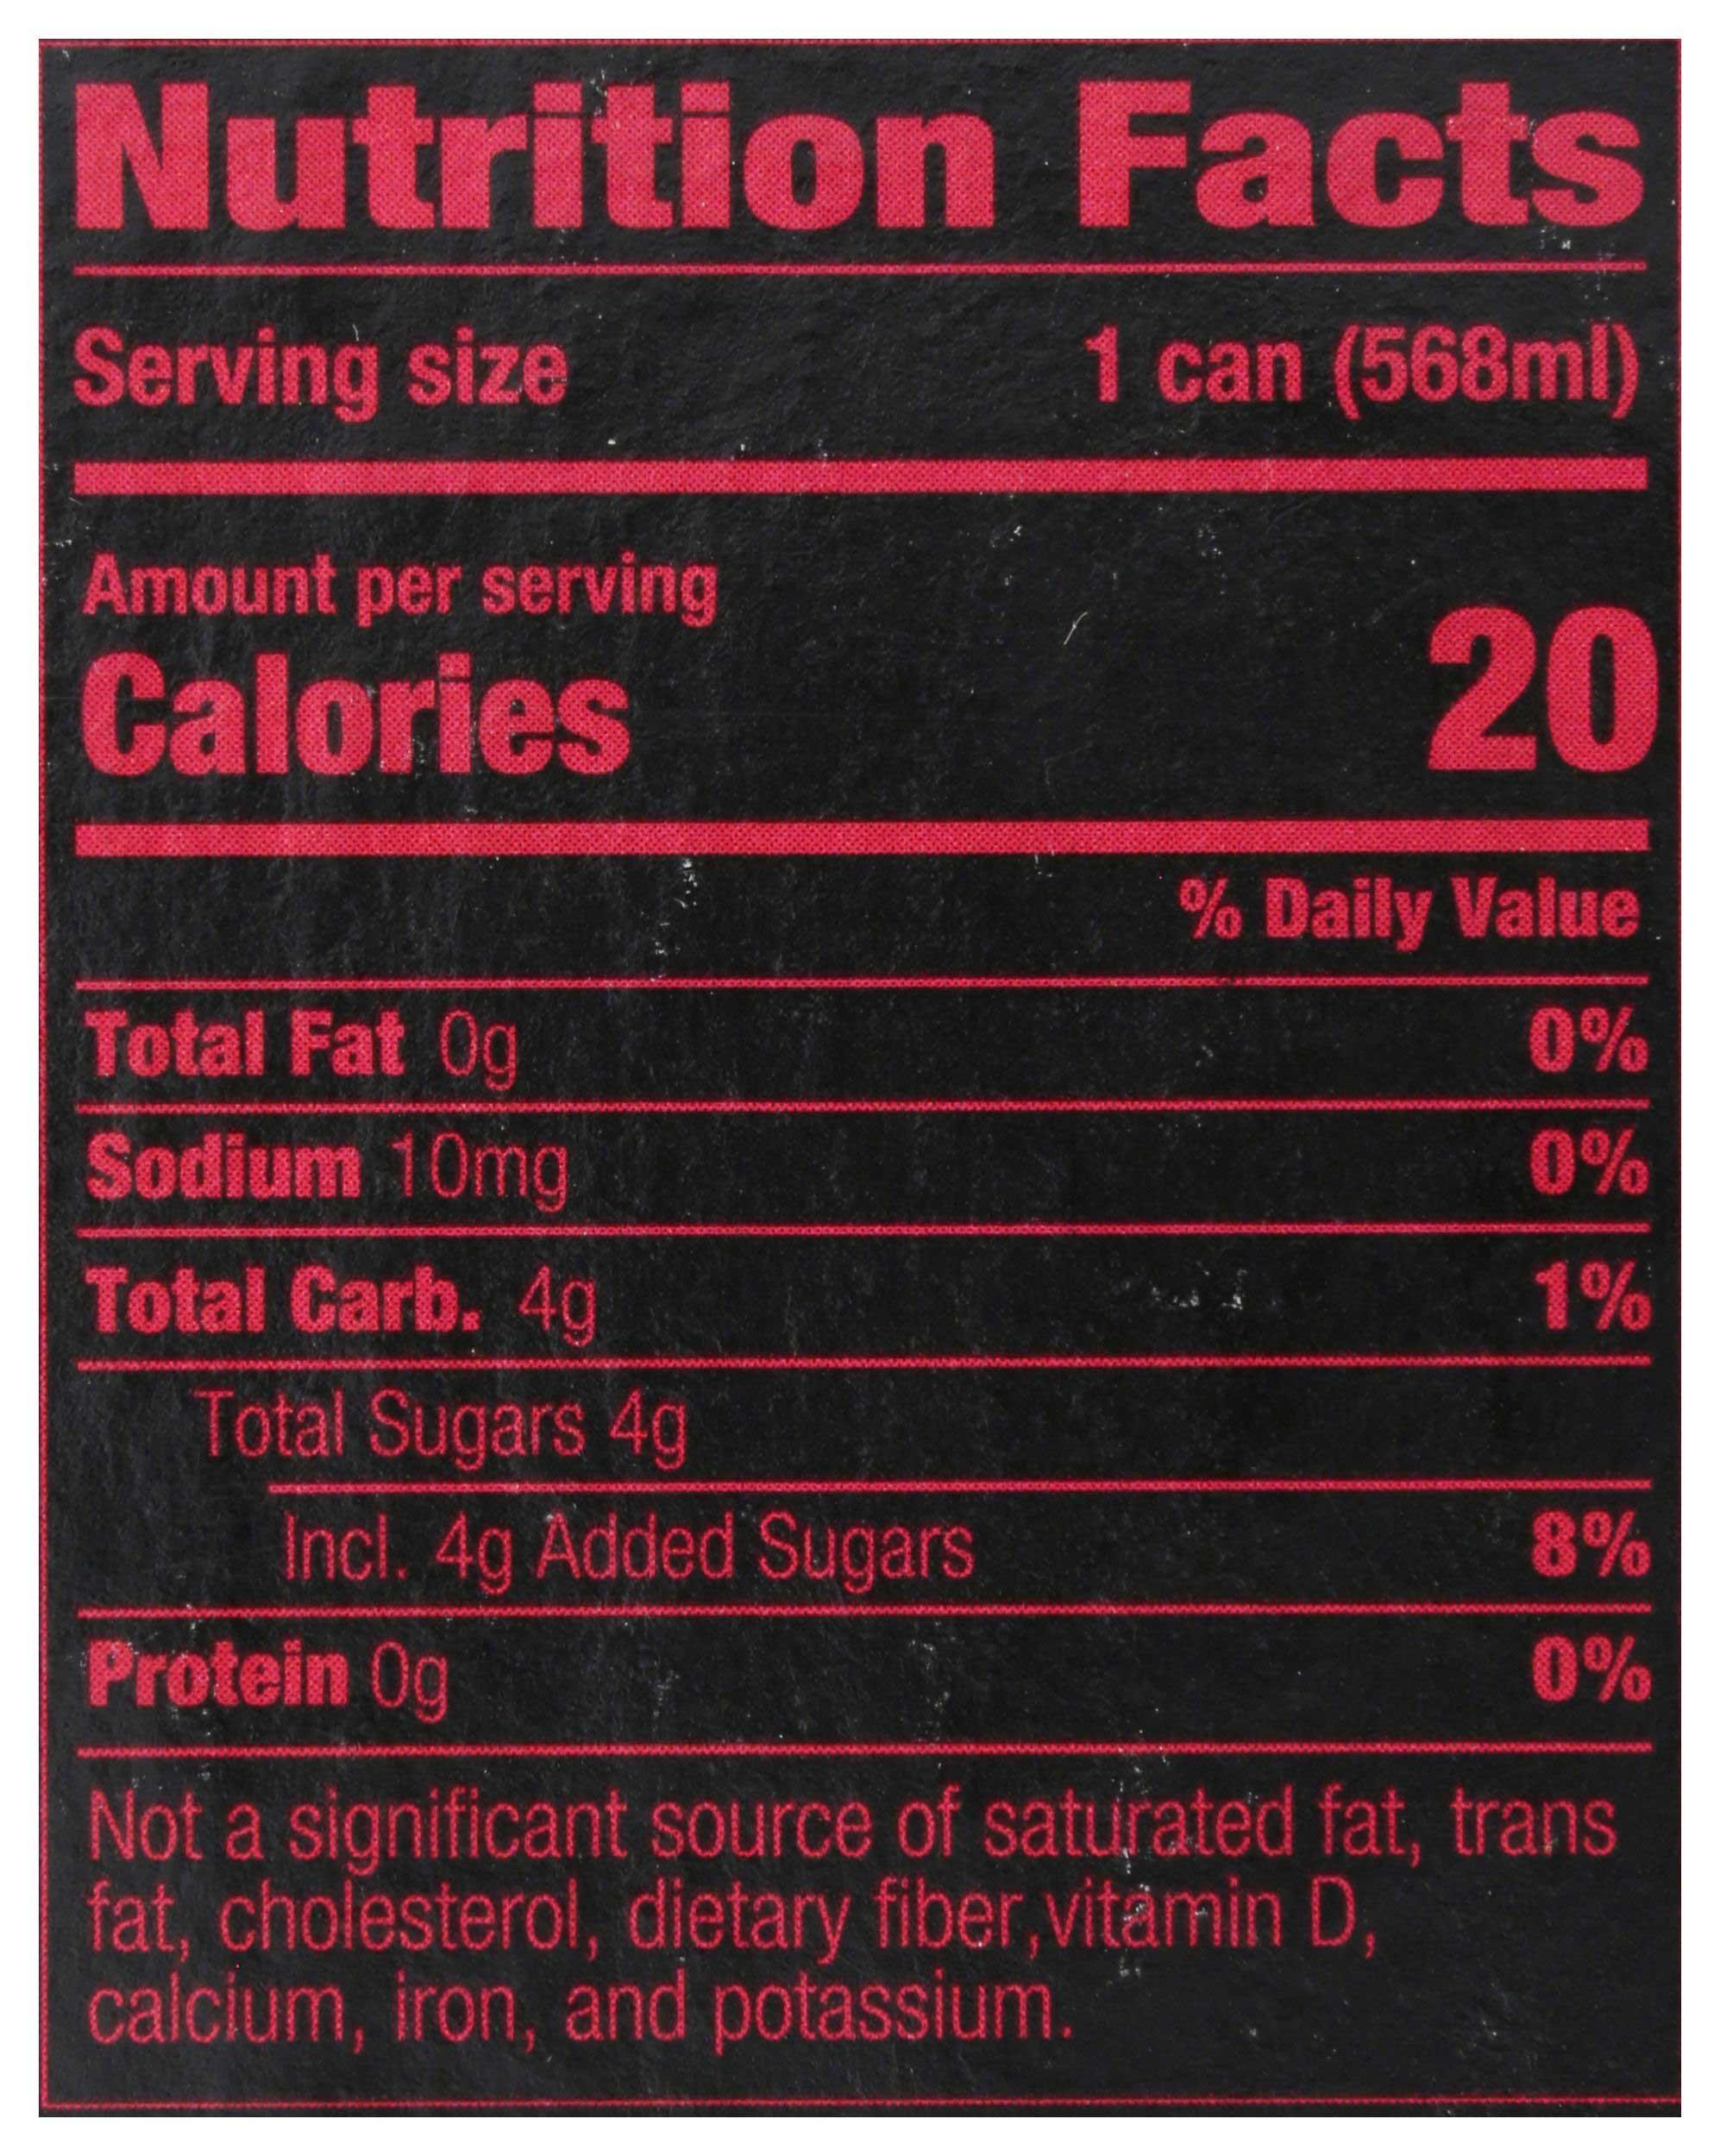 Nutrition Facts
Serving size 1 can (568ml)
Amount per serving
Calories 20
% Daily Value
Total Fat 0g 0%
Sodium 10mg 0%
Total Carb. 4g 1%
Total Sugars 4g
Incl. 4g Added Sugars 8%
Protein 0g 0%
Not a significant source of saturated fat, trans
fat, cholesterol, dietary fiber,vitamin D,
calcium, iron, and potassium.